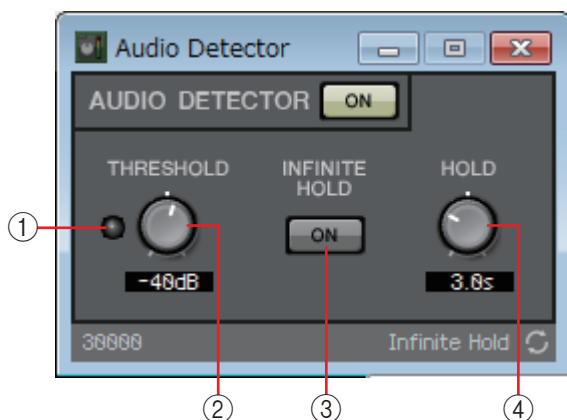 Audio Detector
AUDIO DETECTOR ON
THRESHOLD
INFINITE
HOLD
HOLD
①
ON
-40dB
3.0s
30000
Infinite Hold
②
③
④